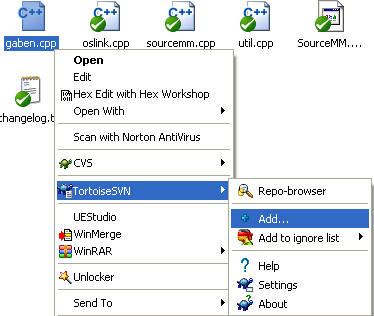 C++ C++ C++ C++
gaben.cpp oslink.cpp sourcemm.cpp util.cpp SourceMM....
changelog.t
Open
Edit
Hex Edit with Hex Workshop
Open With
Scan with Norton AntiVirus
CVS
TortoiseSVN
UEStudio
WinMerge
WinRAR
Unlocker
Send To
Repo-browser
Add...
Add to ignore list
Help
Settings
About